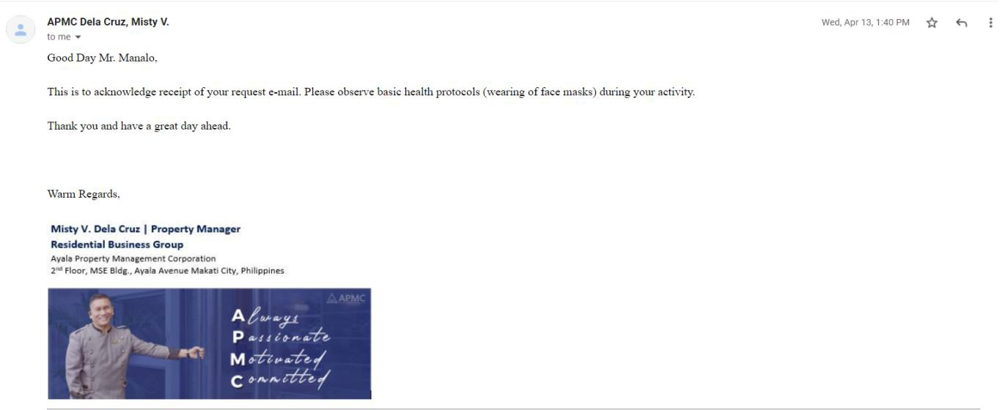 APMC Dela Cruz, Misty V.
Wed, Apr 13, 1:40 PM
to me
Good Day Mr. Manalo,
This is to acknowledge receipt of your request e-mail. Please observe basic health protocols (wearing of face masks) during your activity.
Thank you and have a great day ahead.
Warm Regards,
Misty V. Dela Cruz | Property Manager
Residential Business Group
Ayala Property Management Corporation
2nd Floor, MSE Bldg., Ayala Avenue Makati City, Philippines
APMC
Always
Passionate
Motivated
Committed